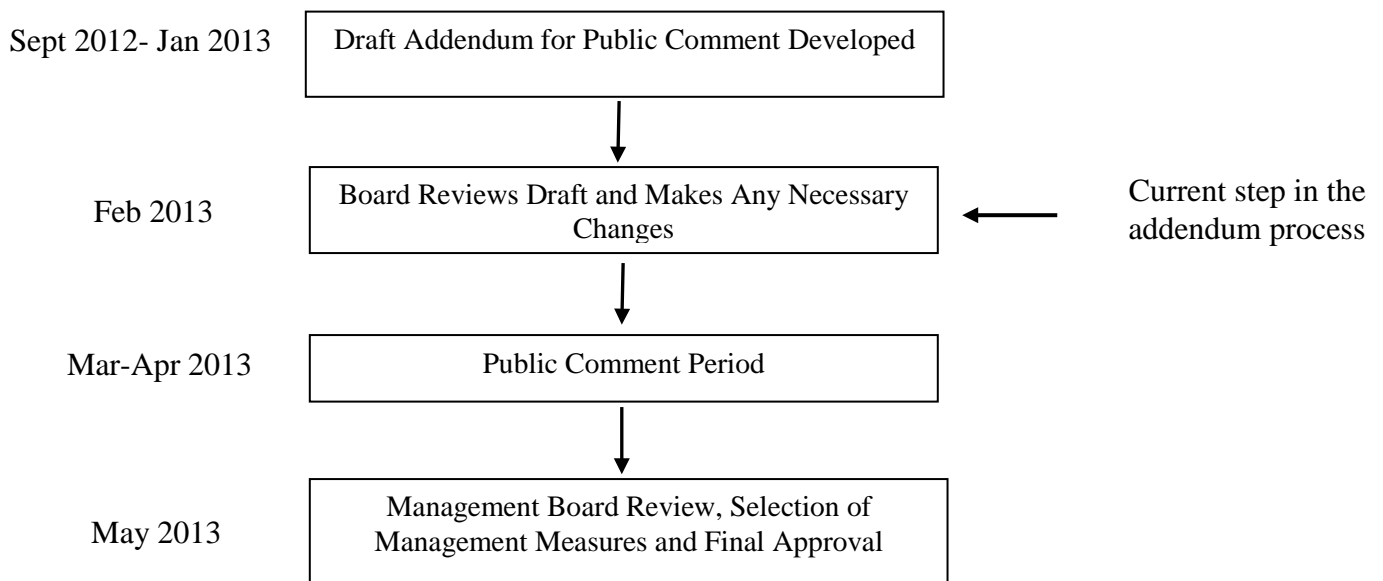 Sept 2012- Jan 2013
Draft Addendum for Public Comment Developed
Feb 2013
Board Reviews Draft and Makes Any Necessary
Changes
Current step in the
addendum process
Mar-Apr 2013
Public Comment Period
May 2013
Management Board Review, Selection of
Management Measures and Final Approval